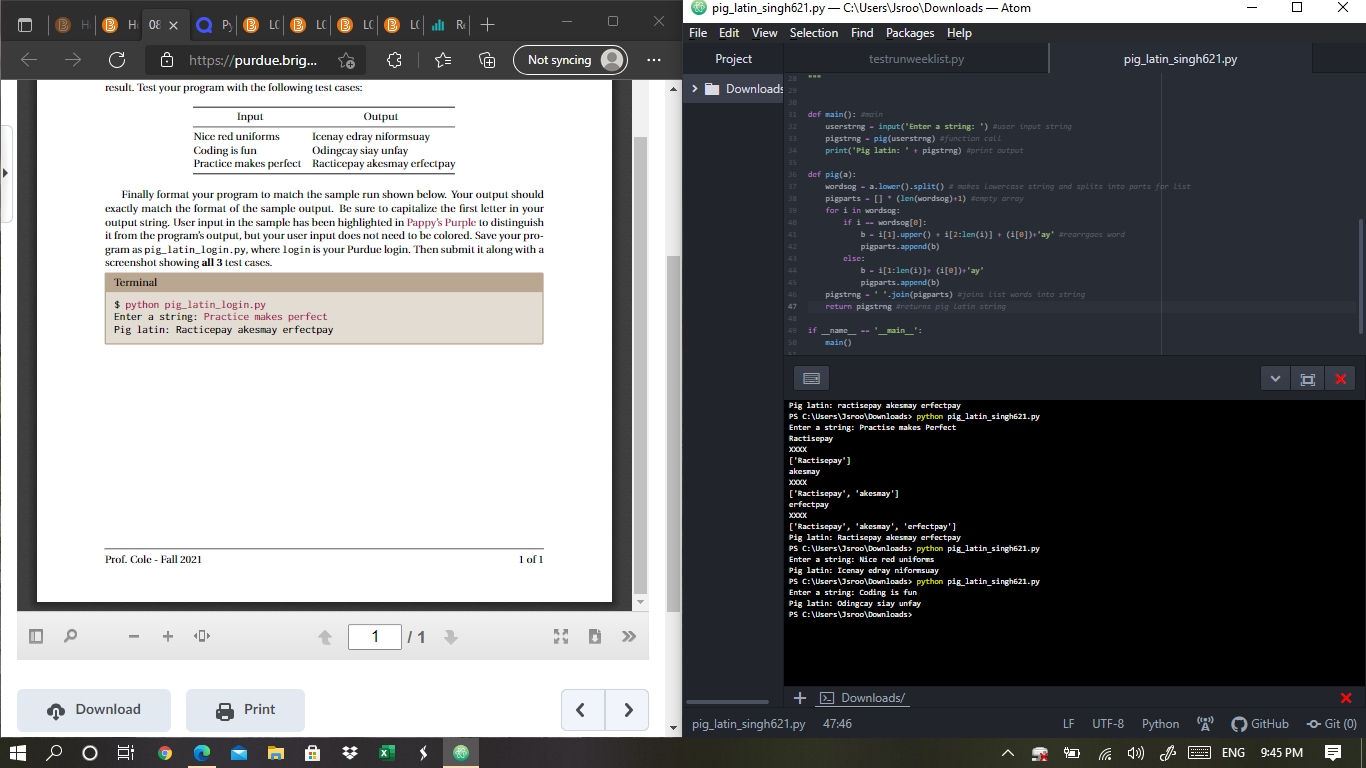 H
H
08
Py
LC
LC
LC
LC
Re
https://purdue.brig...
Not syncing
result. Test your program with the following test cases:
Input Output
Nice red uniforms Icenay edray niformsuay
Coding is fun Odingcay siay unfay
Practice makes perfect Racticepay akesmay erfectpay
Finally format your program to match the sample run shown below. Your output should
exactly match the format of the sample output. Be sure to capitalize the first letter in your
output string. User input in the sample has been highlighted in Pappy's Purple to distinguish
it from the program's output, but your user input does not need to be colored. Save your pro-
gram as pig_latin_login.py, where login is your Purdue login. Then submit it along with a
screenshot showing all 3 test cases.
Terminal
$ python pig_latin_login.py
Enter a string: Practice makes perfect
Pig latin: Racticepay akesmay erfectpay
Prof. Cole - Fall 2021 1 of 1
1 / 1
Download Print
pig_latin_singh621.py — C:\Users\Jsroo\Downloads — Atom
File Edit View Selection Find Packages Help
Project testrunweeklist.py pig_latin_singh621.py
Downloads
28 """
29
30
31 def main(): #main
32 userstrng = input('Enter a string: ') #user input string
33 pigstrng = pig(userstrng) #function call
34 print('Pig latin: ' + pigstrng) #print output
35
36 def pig(a):
37 wordsog = a.lower().split() # makes lowercase string and splits into parts for list
38 pigparts = [] * (len(wordsog)+1) #empty array
39 for i in wordsog:
40 if i == wordsog[0]:
41 b = i[1].upper() + i[2:len(i)] + (i[0])+'ay' #rearrgaes word
42 pigparts.append(b)
43 else:
44 b = i[1:len(i)]+ (i[0])+'ay'
45 pigparts.append(b)
46 pigstrng = ' '.join(pigparts) #joins list words into string
47 return pigstrng #returns pig latin string
48
49 if __name__ == '__main__':
50 main()
Pig latin: ractisepay akesmay erfectpay
PS C:\Users\Jsroo\Downloads> python pig_latin_singh621.py
Enter a string: Practise makes Perfect
Ractisepay
XXXX
['Ractisepay']
akesmay
XXXX
['Ractisepay', 'akesmay']
erfectpay
XXXX
['Ractisepay', 'akesmay', 'erfectpay']
Pig latin: Ractisepay akesmay erfectpay
PS C:\Users\Jsroo\Downloads> python pig_latin_singh621.py
Enter a string: Nice red uniforms
Pig latin: Icenay edray niformsuay
PS C:\Users\Jsroo\Downloads> python pig_latin_singh621.py
Enter a string: Coding is fun
Pig latin: Odingcay siay unfay
PS C:\Users\Jsroo\Downloads>
Downloads/
pig_latin_singh621.py 47:46 LF UTF-8 Python GitHub Git (0)
ENG 9:45 PM